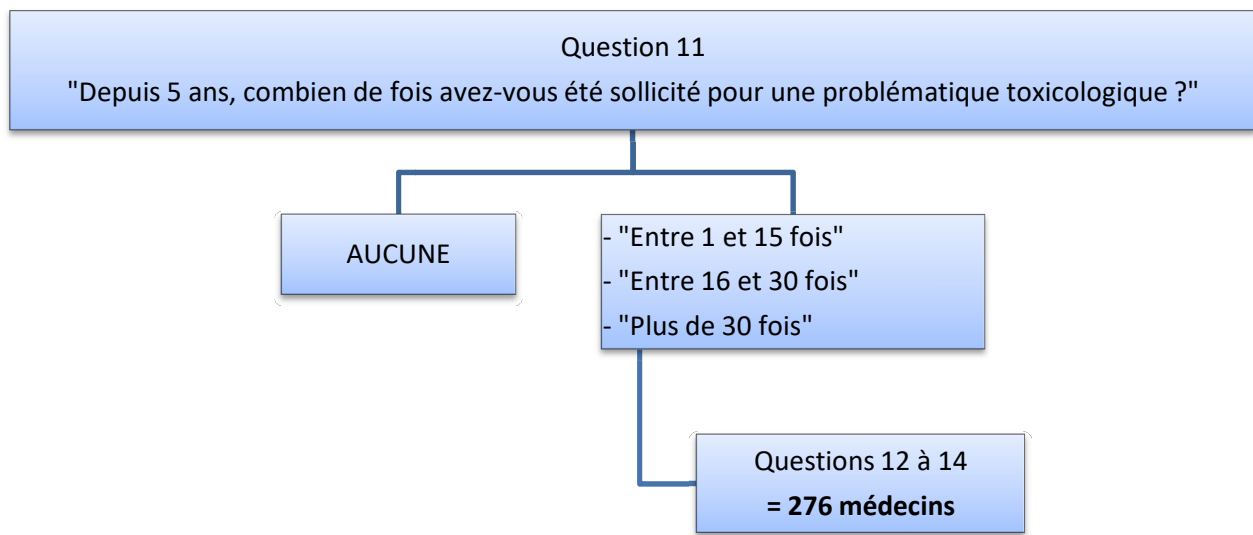 Question 11
"Depuis 5 ans, combien de fois avez-vous été sollicité pour une problématique toxicologique ?"
AUCUNE
- "Entre 1 et 15 fois"
- "Entre 16 et 30 fois"
- "Plus de 30 fois"
Questions 12 à 14
= 276 médecins